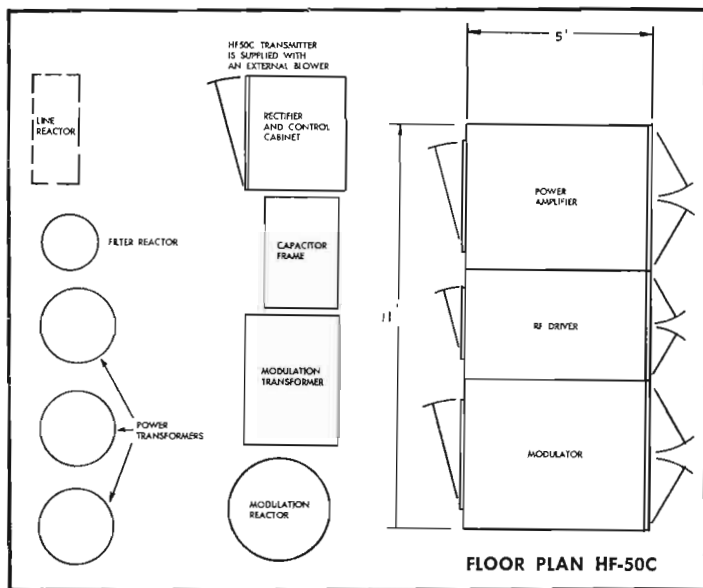 HF50C TRANSMITTER
IS SUPPLIED WITH
AN EXTERNAL BLOWER
5'
LINE
REACTOR
RECTIFIER
AND CONTROL
CABINET
POWER
AMPLIFIER
FILTER REACTOR
CAPACITOR
FRAME
11'
RF DRIVER
MODULATION
TRANSFORMER
POWER
TRANSFORMERS
MODULATOR
MODULATION
REACTOR
FLOOR PLAN HF-50C